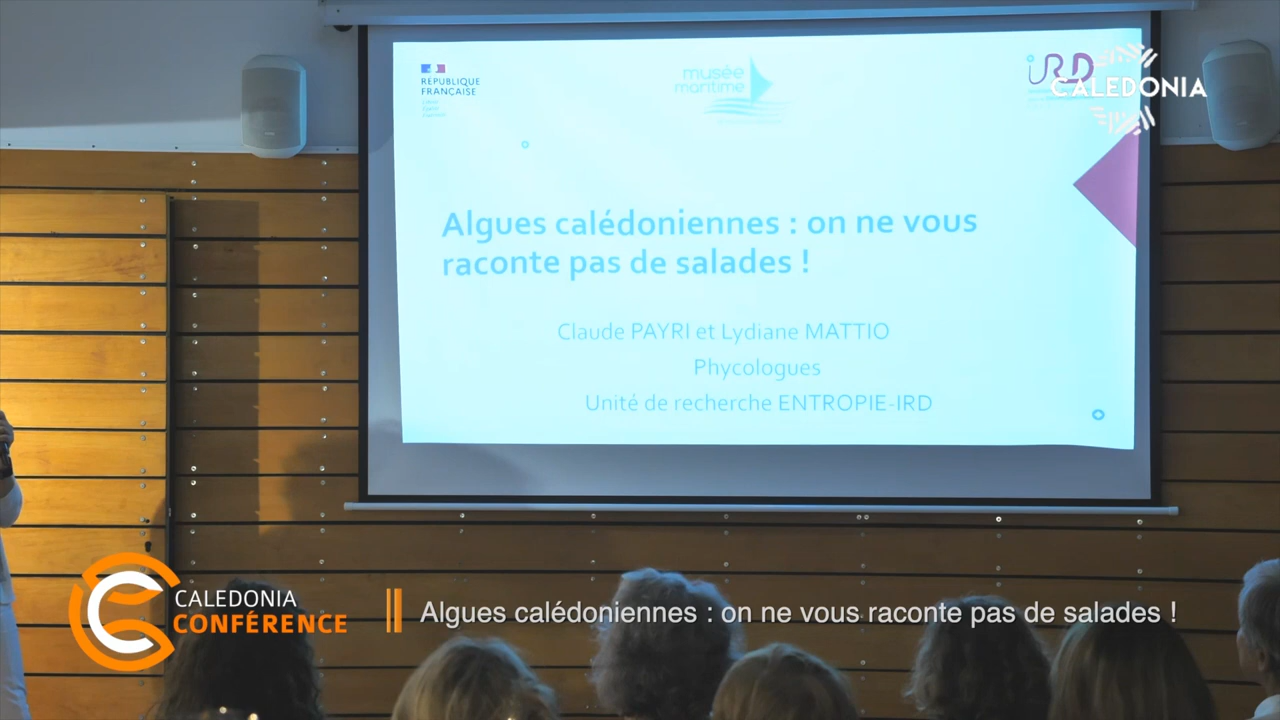 RÉPUBLIQUE
FRANÇAISE
musée
maritime
IRD
CALEDONIA
Algues calédoniennes : on ne vous
raconte pas de salades !
Claude PAYRI et Lydiane MATTIO
Phycologues
Unité de recherche ENTROPIE-IRD
CALEDONIA
CONFÉRENCE
Algues calédoniennes : on ne vous raconte pas de salades !